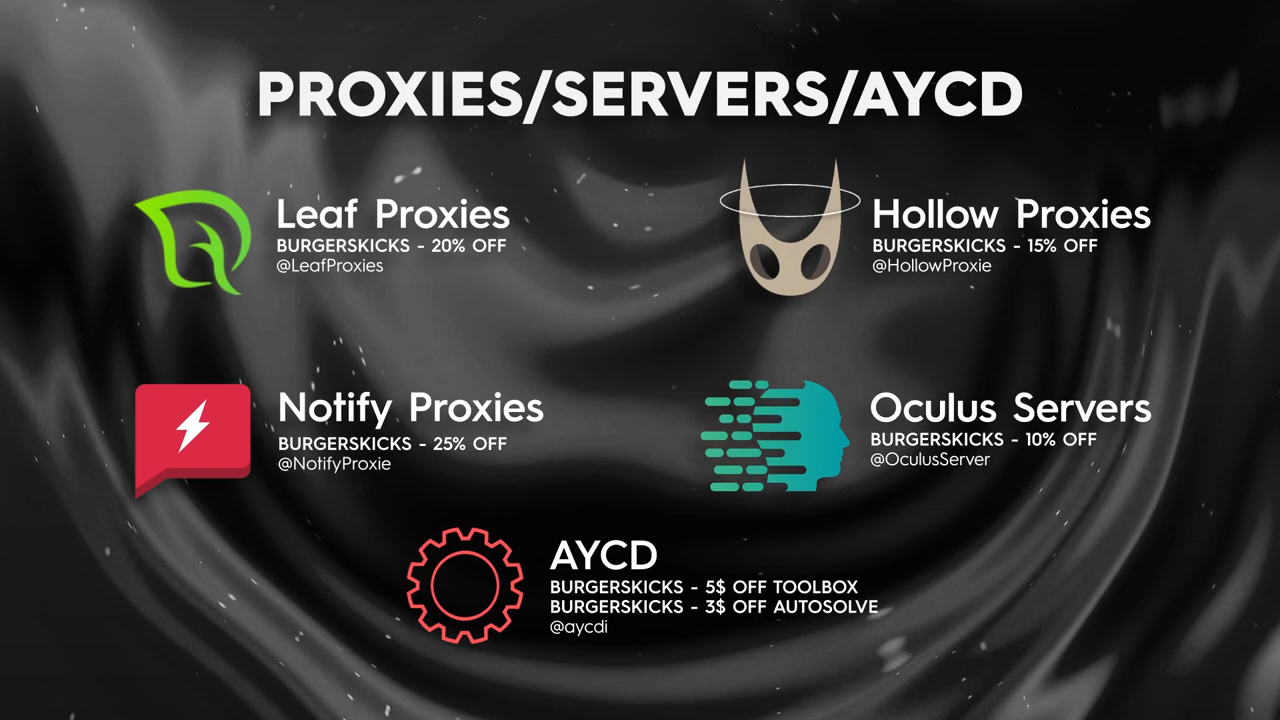 PROXIES/SERVERS/AYCD
Leaf Proxies
BURGERSKICKS - 20% OFF
@LeafProxies
Hollow Proxies
BURGERSKICKS - 15% OFF
@HollowProxie
Notify Proxies
BURGERSKICKS - 25% OFF
@NotifyProxie
Oculus Servers
BURGERSKICKS - 10% OFF
@OculusServer
AYCD
BURGERSKICKS - 5$ OFF TOOLBOX
BURGERSKICKS - 3$ OFF AUTOSOLVE
@aycdi